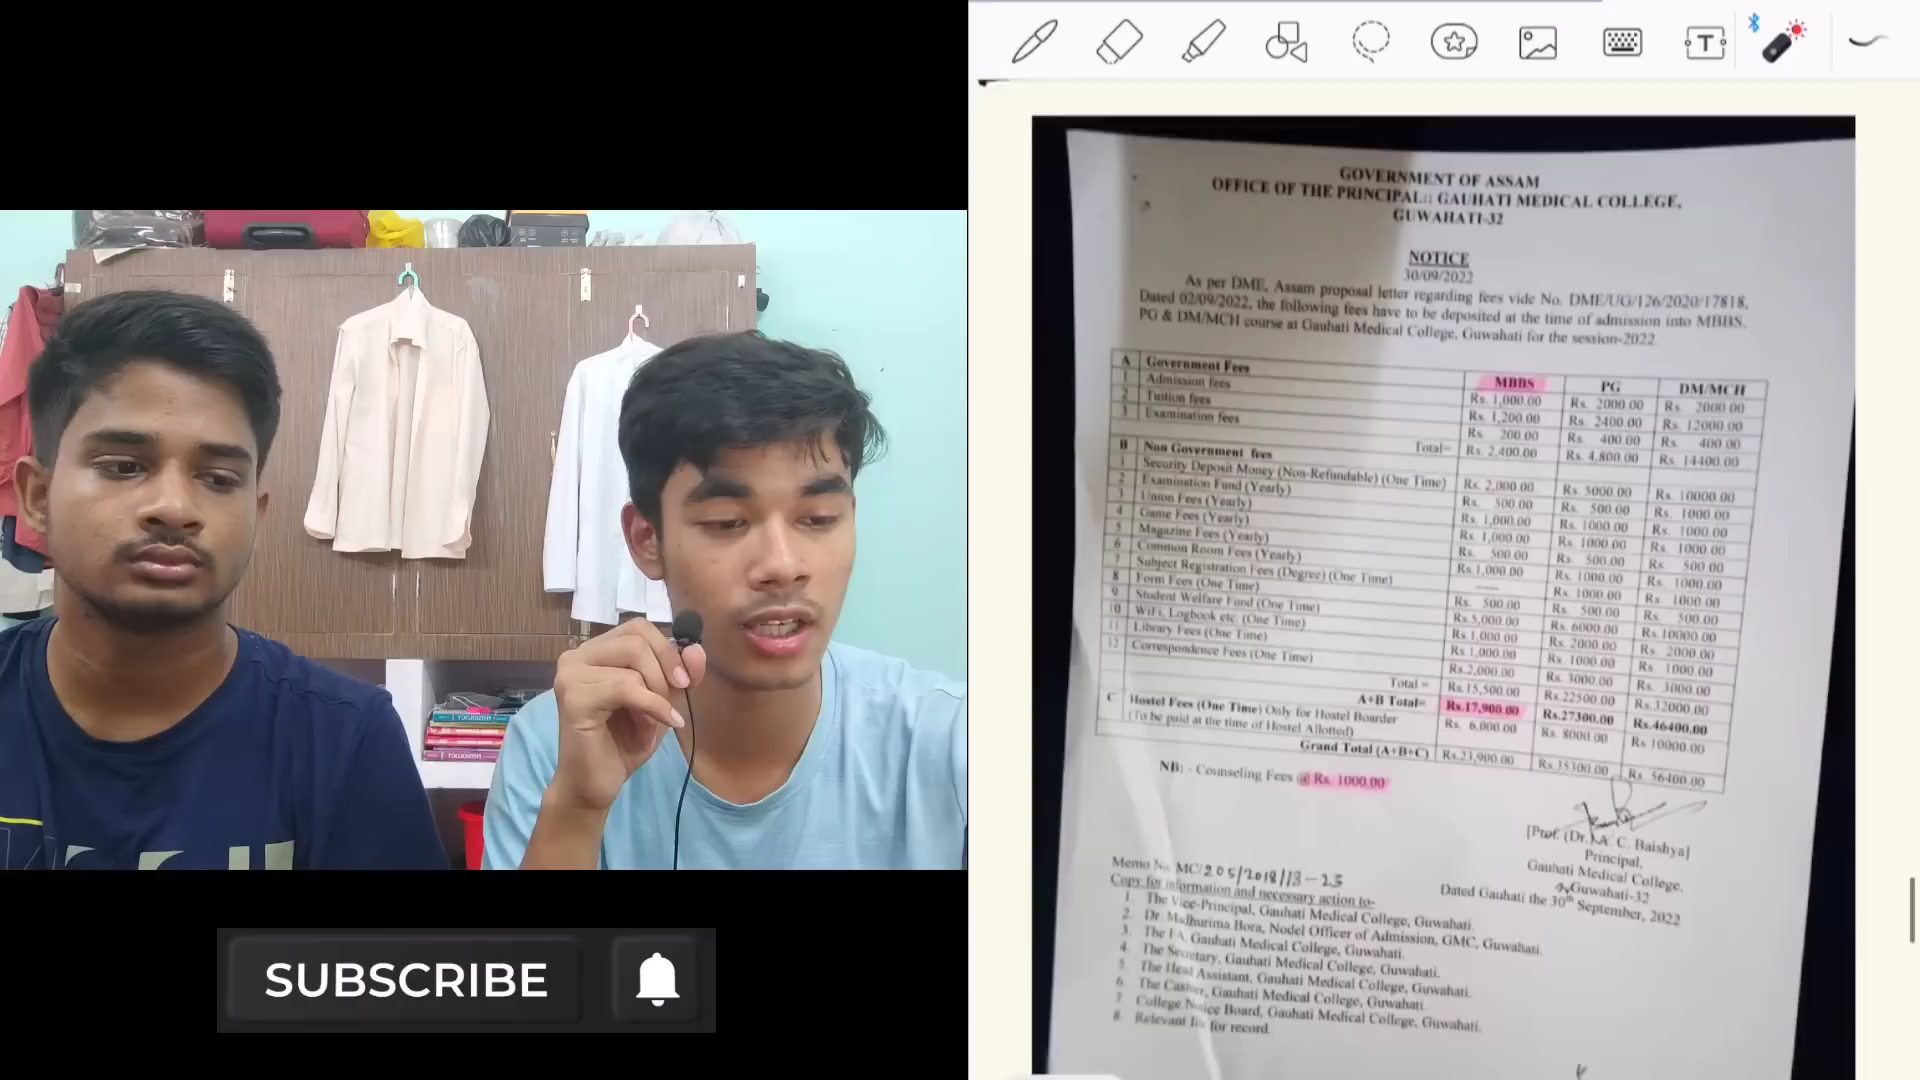 GOVERNMENT OF ASSAM
OFFICE OF THE PRINCIPAL:: GAUHATI MEDICAL COLLEGE,
GUWAHATI-32
NOTICE
30/09/2022
As per DME, Assam proposal letter regarding fees vide No. DME/UG/126/2020/17818,
Dated 02/09/2022, the following fees have to be deposited at the time of admission into MBBS,
PG & DM/MCH course at Gauhati Medical College, Guwahati for the session-2022
A Government Fees MBBS PG DM/MCH
1 Admission fees Rs. 1,000.00 Rs. 2000.00 Rs. 2000.00
2 Tuition fees Rs. 1,200.00 Rs. 2400.00 Rs. 12000.00
3 Examination fees Rs. 200.00 Rs. 400.00 Rs. 400.00
Total= Rs. 2,400.00 Rs. 4,800.00 Rs. 14400.00
B Non Government fees
1 Security Deposit Money (Non-Refundable) (One Time) Rs. 2,000.00 Rs. 5000.00 Rs. 10000.00
2 Examination Fund (Yearly) Rs. 500.00 Rs. 500.00 Rs. 1000.00
3 Union Fees (Yearly) Rs. 1,000.00 Rs. 1000.00 Rs. 1000.00
4 Game Fees (Yearly) Rs. 1,000.00 Rs. 1000.00 Rs. 1000.00
5 Magazine Fees (Yearly) Rs. 500.00 Rs. 500.00 Rs. 500.00
6 Common Room Fees (Yearly) Rs. 1,000.00 Rs. 1000.00 Rs. 1000.00
7 Subject Registration Fees (Degree) (One Time) ------ Rs. 1000.00 Rs. 1000.00
8 Form Fees (One Time) Rs. 500.00 Rs. 500.00 Rs. 500.00
9 Student Welfare Fund (One Time) Rs.5,000.00 Rs. 6000.00 Rs.10000.00
10 WiFi, Logbook etc. (One Time) Rs.1,000.00 Rs. 2000.00 Rs. 2000.00
11 Library Fees (One Time) Rs.1,000.00 Rs. 1000.00 Rs. 1000.00
12 Correspondence Fees (One Time) Rs.2,000.00 Rs. 3000.00 Rs. 3000.00
Total = Rs.15,500.00 Rs.22500.00 Rs.32000.00
A+B Total= Rs.17,900.00 Rs.27300.00 Rs.46400.00
C Hostel Fees (One Time) Only for Hostel Boarder Rs. 6,000.00 Rs. 8000.00 Rs 10000.00
(To be paid at the time of Hostel Allotted)
Grand Total (A+B+C) Rs.23,900.00 Rs.35300.00 Rs. 56400.00
NB: - Counseling Fees @ Rs. 1000.00
[Prof. (Dr.) A. C. Baishya]
Principal,
Gauhati Medical College,
Guwahati-32
Memo No. MC/205/2018/13-25
Dated Gauhati the 30th September, 2022
Copy for information and necessary action to-
1. The Vice-Principal, Gauhati Medical College, Guwahati.
2. Dr. Madhurima Bora, Nodel Officer of Admission, GMC, Guwahati.
3. The FA, Gauhati Medical College, Guwahati.
4. The Secretary, Gauhati Medical College, Guwahati.
5. The Head Assistant, Gauhati Medical College, Guwahati.
6. The Cashier, Gauhati Medical College, Guwahati.
7. College Notice Board, Gauhati Medical College, Guwahati.
8. Relevant file for record.
SUBSCRIBE